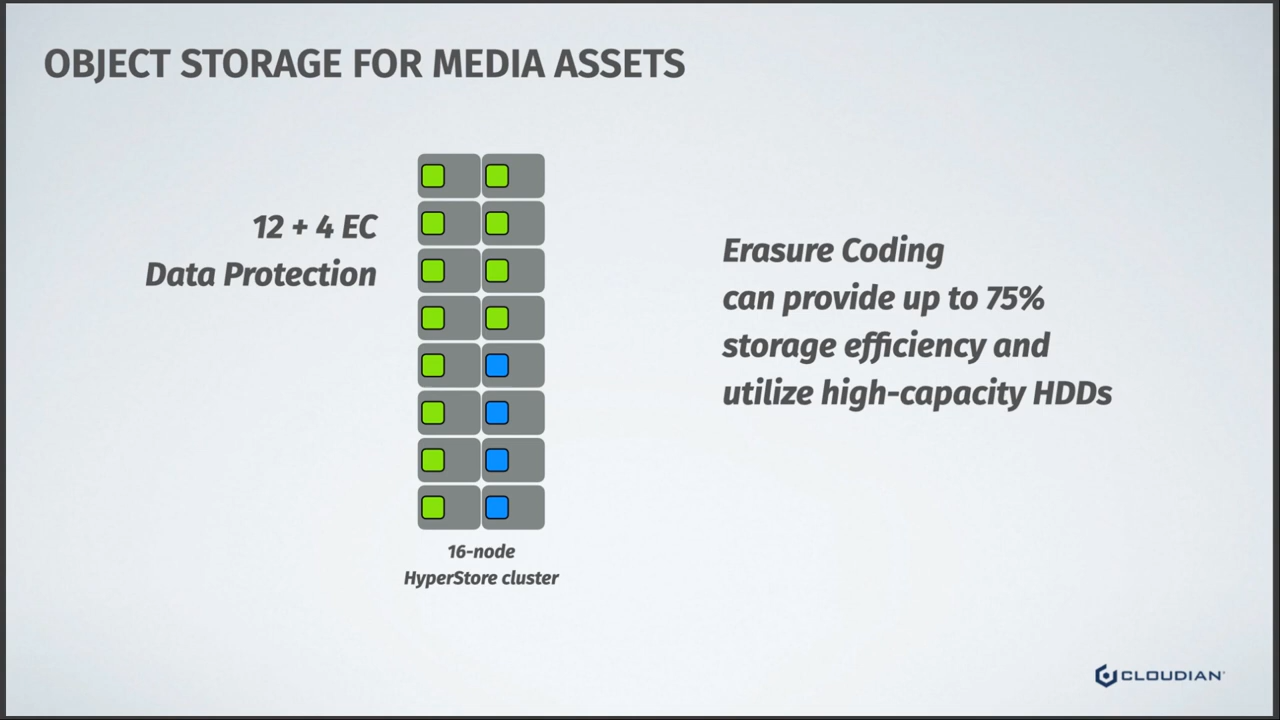 OBJECT STORAGE FOR MEDIA ASSETS
12 + 4 EC
Data Protection
Erasure Coding
can provide up to 75%
storage efficiency and
utilize high-capacity HDDs
16-node
HyperStore cluster
CLOUDIAN